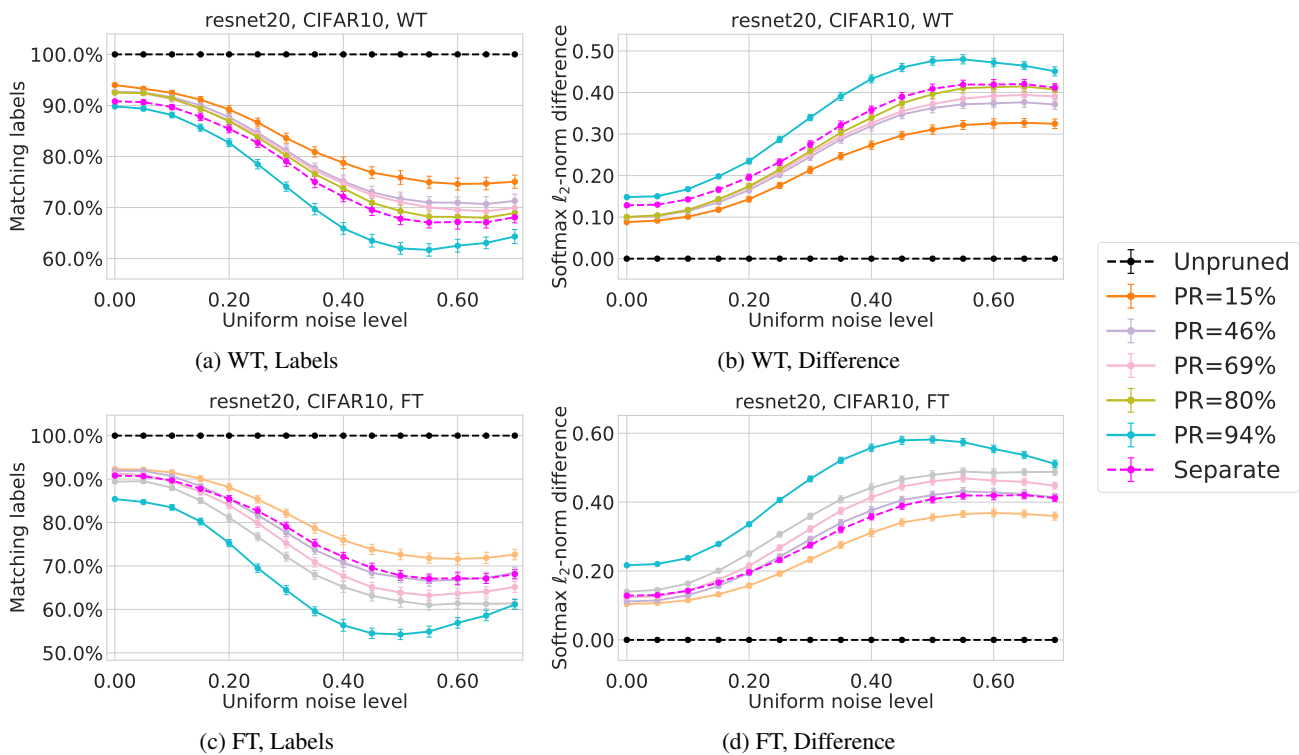 resnet20, CIFAR10, WT
Matching labels
100.0%
90.0%
80.0%
70.0%
60.0%
0.00 0.20 0.40 0.60
Uniform noise level
(a) WT, Labels
resnet20, CIFAR10, WT
Softmax ℓ₂-norm difference
0.50
0.40
0.30
0.20
0.10
0.00
0.00 0.20 0.40 0.60
Uniform noise level
(b) WT, Difference
resnet20, CIFAR10, FT
Matching labels
100.0%
90.0%
80.0%
70.0%
60.0%
50.0%
0.00 0.20 0.40 0.60
Uniform noise level
(c) FT, Labels
resnet20, CIFAR10, FT
Softmax ℓ₂-norm difference
0.60
0.40
0.20
0.00
0.00 0.20 0.40 0.60
Uniform noise level
(d) FT, Difference
Unpruned
PR=15%
PR=46%
PR=69%
PR=80%
PR=94%
Separate